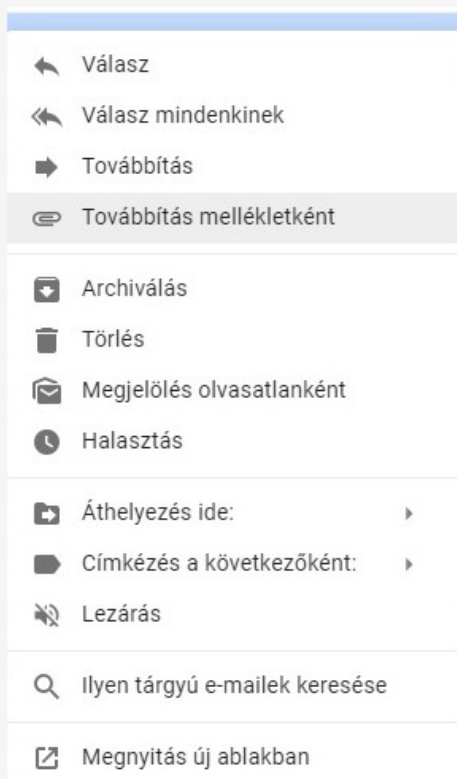 Válasz
Válasz mindenkinek
Továbbítás
Továbbítás mellékletként
Archiválás
Törlés
Megjelölés olvasatlanként
Halasztás
Áthelyezés ide:
Címkézés a következőként:
Lezárás
Ilyen tárgyú e-mailek keresése
Megnyitás új ablakban